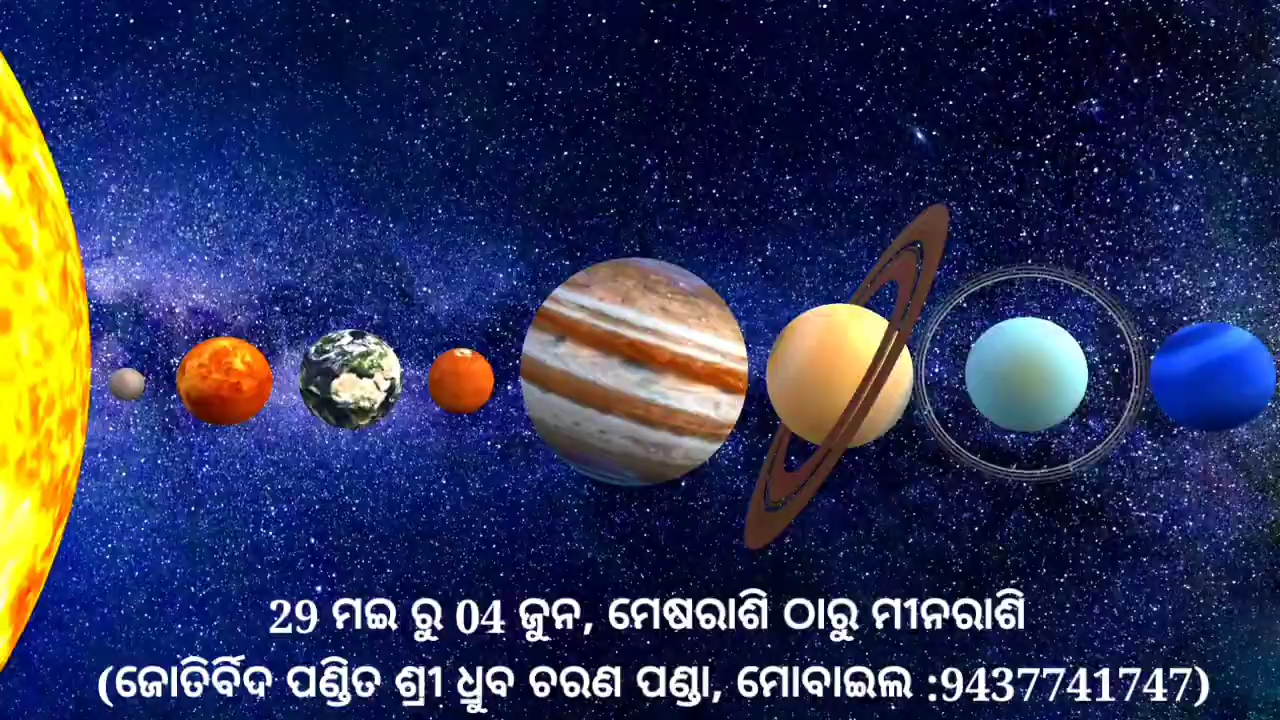 29 ମଇ ରୁ 04 ଜୁନ, ମେଷରାଶି ଠାରୁ ମୀନରାଶି
(ଜୋତିର୍ବିଦ ପଣ୍ଡିତ ଶ୍ରୀ ଧ୍ରୁବ ଚରଣ ପଣ୍ଡା, ମୋବାଇଲ :9437741747)